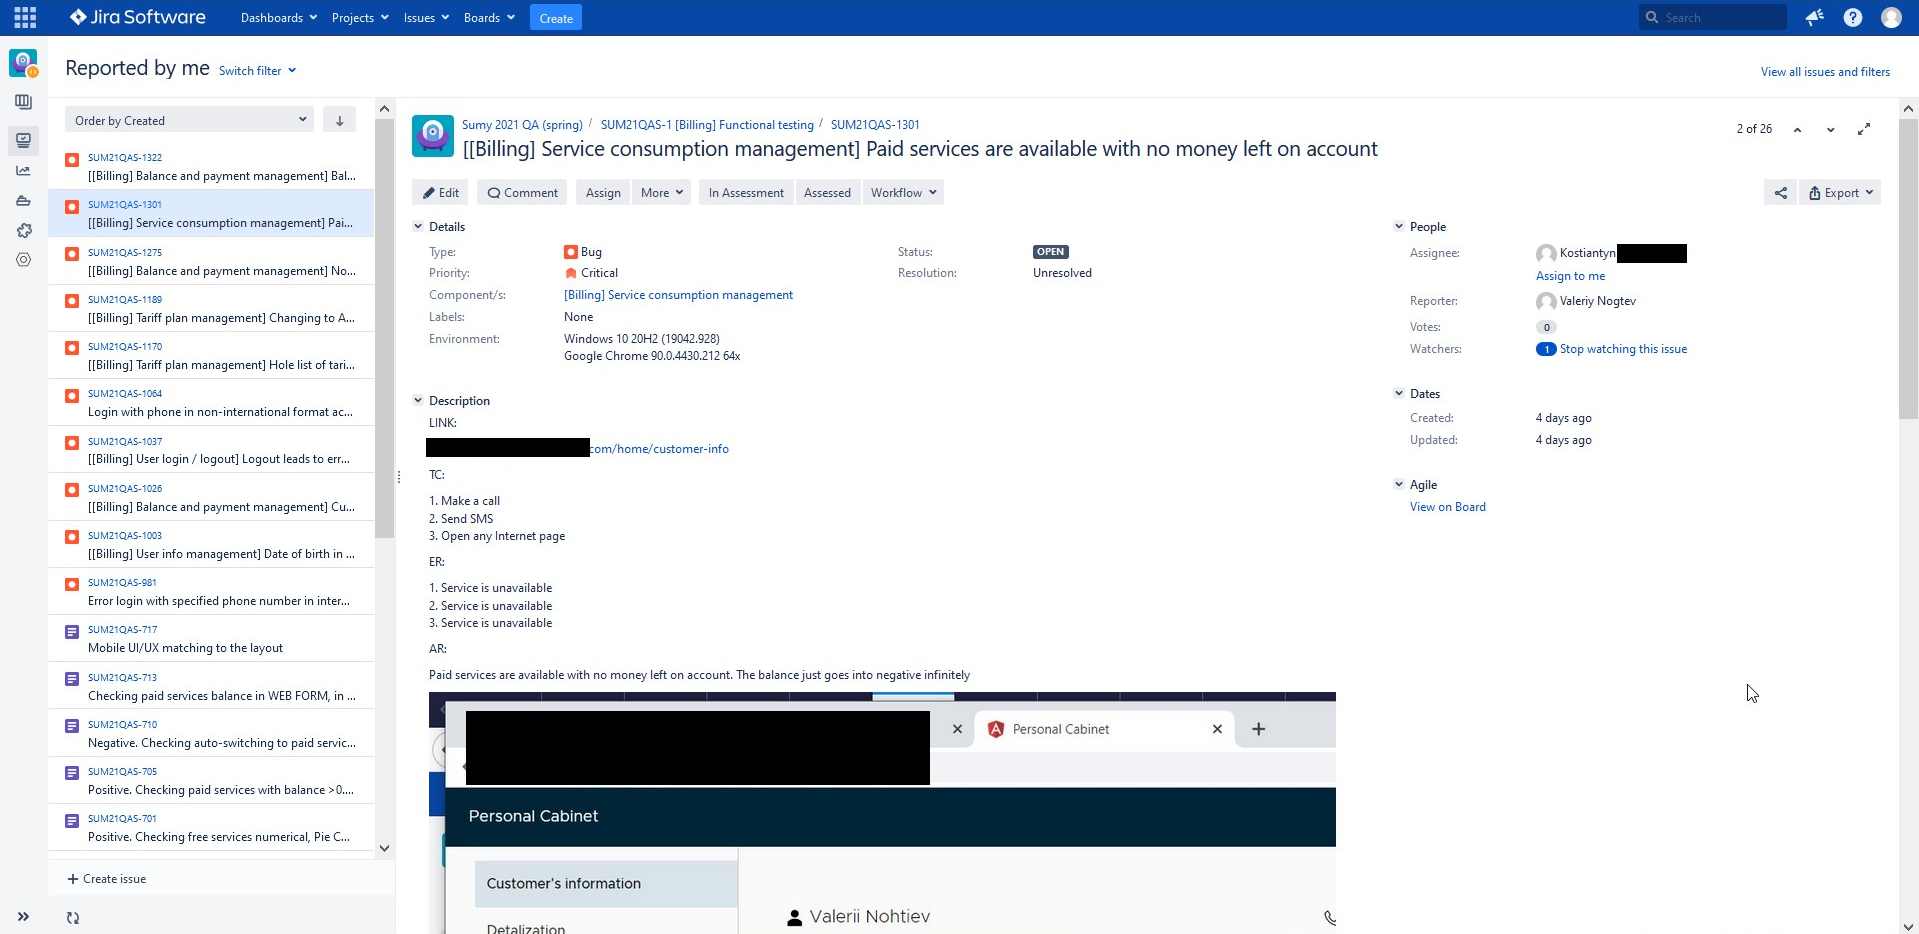 Jira Software
Dashboards Projects Issues Boards Create Search
Reported by me Switch filter
View all issues and filters
Order by Created
SUM21QAS-1322
[[Billing] Balance and payment management] Bal...
SUM21QAS-1301
[[Billing] Service consumption management] Pai...
SUM21QAS-1275
[[Billing] Balance and payment management] No...
SUM21QAS-1189
[[Billing] Tariff plan management] Changing to A...
SUM21QAS-1170
[[Billing] Tariff plan management] Hole list of tari...
SUM21QAS-1064
Login with phone in non-international format ac...
SUM21QAS-1037
[[Billing] User login / logout] Logout leads to err...
SUM21QAS-1026
[[Billing] Balance and payment management] Cu...
SUM21QAS-1003
[[Billing] User info management] Date of birth in ...
SUM21QAS-981
Error login with specified phone number in inter...
SUM21QAS-717
Mobile UI/UX matching to the layout
SUM21QAS-713
Checking paid services balance in WEB FORM, in ...
SUM21QAS-710
Negative. Checking auto-switching to paid servic...
SUM21QAS-705
Positive. Checking paid services with balance >0....
SUM21QAS-701
Positive. Checking free services numerical, Pie C...
+ Create issue
Sumy 2021 QA (spring) / SUM21QAS-1 [Billing] Functional testing / SUM21QAS-1301
2 of 26
[[Billing] Service consumption management] Paid services are available with no money left on account
Edit Comment Assign More In Assessment Assessed Workflow
Export
Details
Type: Bug
Status: OPEN
Priority: Critical
Resolution: Unresolved
Component/s: [Billing] Service consumption management
Labels: None
Environment: Windows 10 20H2 (19042.928)
Google Chrome 90.0.4430.212 64x
Description
LINK:
com/home/customer-info
TC:
1. Make a call
2. Send SMS
3. Open any Internet page
ER:
1. Service is unavailable
2. Service is unavailable
3. Service is unavailable
AR:
Paid services are available with no money left on account. The balance just goes into negative infinitely
Personal Cabinet
Personal Cabinet
Customer's information
Detalization
Valerii Nohtiev
People
Assignee: Kostiantyn
Assign to me
Reporter: Valeriy Nogtev
Votes: 0
Watchers: 1 Stop watching this issue
Dates
Created: 4 days ago
Updated: 4 days ago
Agile
View on Board